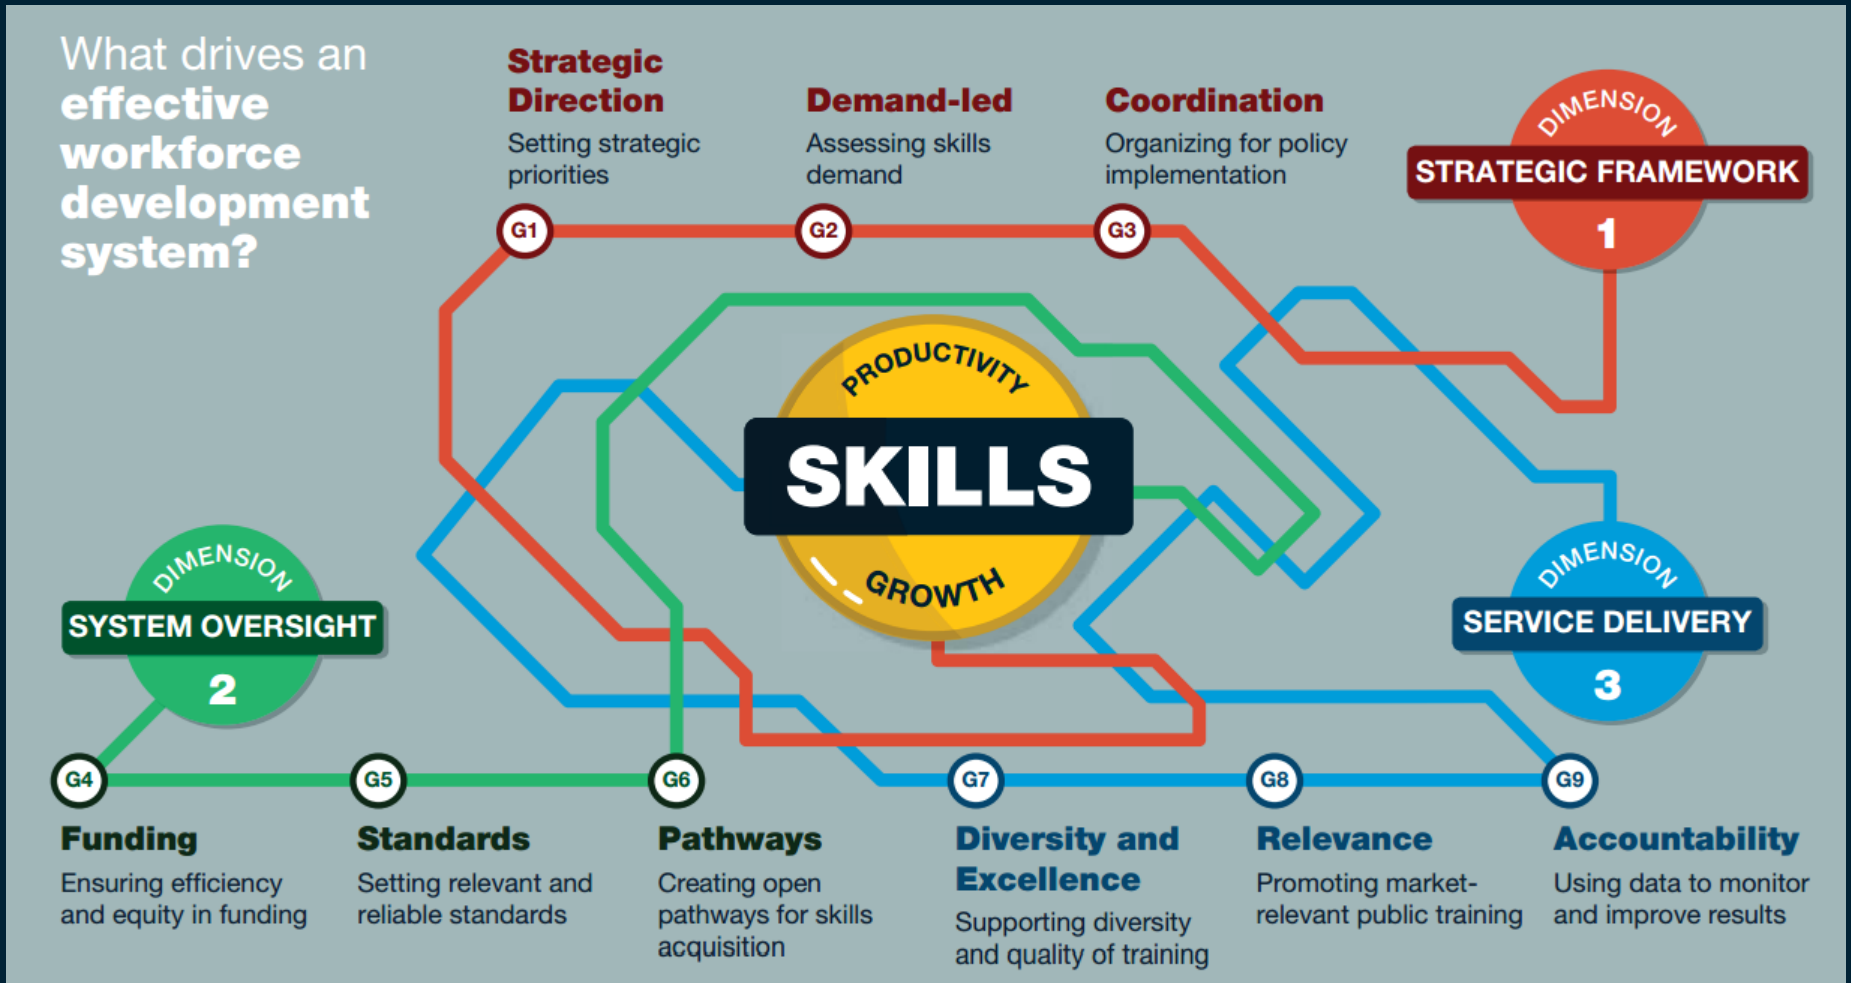 What drives an
effective
workforce
development
system?
Strategic
Direction
Setting strategic
priorities
Demand-led
Assessing skills
demand
Coordination
Organizing for policy
implementation
DIMENSION
STRATEGIC FRAMEWORK
1
G1
G2
G3
PRODUCTIVITY
SKILLS
GROWTH
DIMENSION
SYSTEM OVERSIGHT
2
DIMENSION
SERVICE DELIVERY
3
G4
G5
G6
G7
G8
G9
Funding
Ensuring efficiency
and equity in funding
Standards
Setting relevant and
reliable standards
Pathways
Creating open
pathways for skills
acquisition
Diversity and
Excellence
Supporting diversity
and quality of training
Relevance
Promoting market-
relevant public training
Accountability
Using data to monitor
and improve results